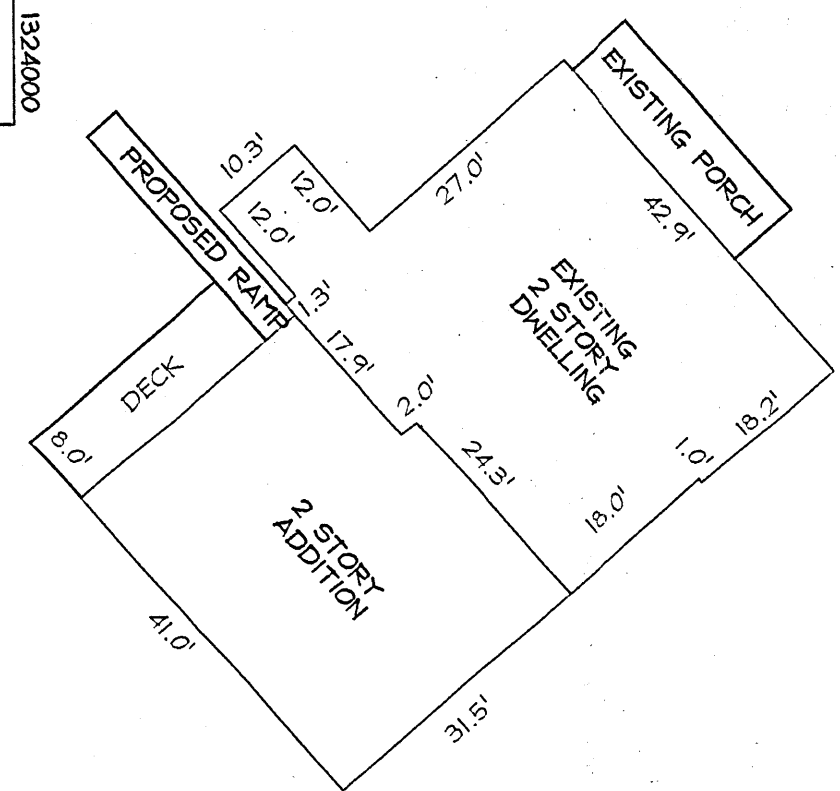 1324000
EXISTING PORCH
PROPOSED RAMP
10.3'
12.0'
12.0'
27.0'
42.9'
EXISTING
2 STORY
DWELLING
1.3'
17.9'
2.0'
24.3'
18.2'
1.0'
18.0'
DECK
8.0'
2 STORY
ADDITION
41.0'
31.5'